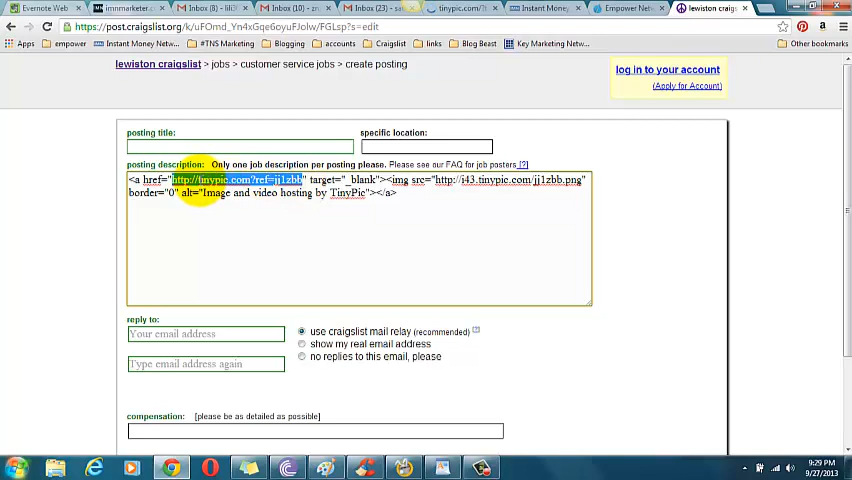 Evernote Web
mnmarketer.c
Inbox (8) - lili5
Inbox (10) - zn
Inbox (23) - sa
tinypic.com/?
Instant Money
Empower Netw
lewiston craigs
https://post.craigslist.org/k/uFOmd_Yn4xGqe6oyuFJolw/FGLsp?s=edit
Apps
empower
Instant Money Net...
#TNS Marketing
Blogging
accounts
Craigslist
links
Blog Beast
Key Marketing Netw...
Other bookmarks
lewiston craigslist > jobs > customer service jobs > create posting
log in to your account
(Apply for Account)
posting title:
specific location:
posting description: Only one job description per posting please. Please see our FAQ for job posters [?]
<a href="http://tinypic.com?ref=jj1zbb" target="_blank"><img src="http://i43.tinypic.com/jj1zbb.png"
border="0" alt="Image and video hosting by TinyPic"></a>
reply to:
Your email address
use craigslist mail relay (recommended) [?]
show my real email address
Type email address again
no replies to this email, please
compensation: [please be as detailed as possible]
9:29 PM
9/27/2013